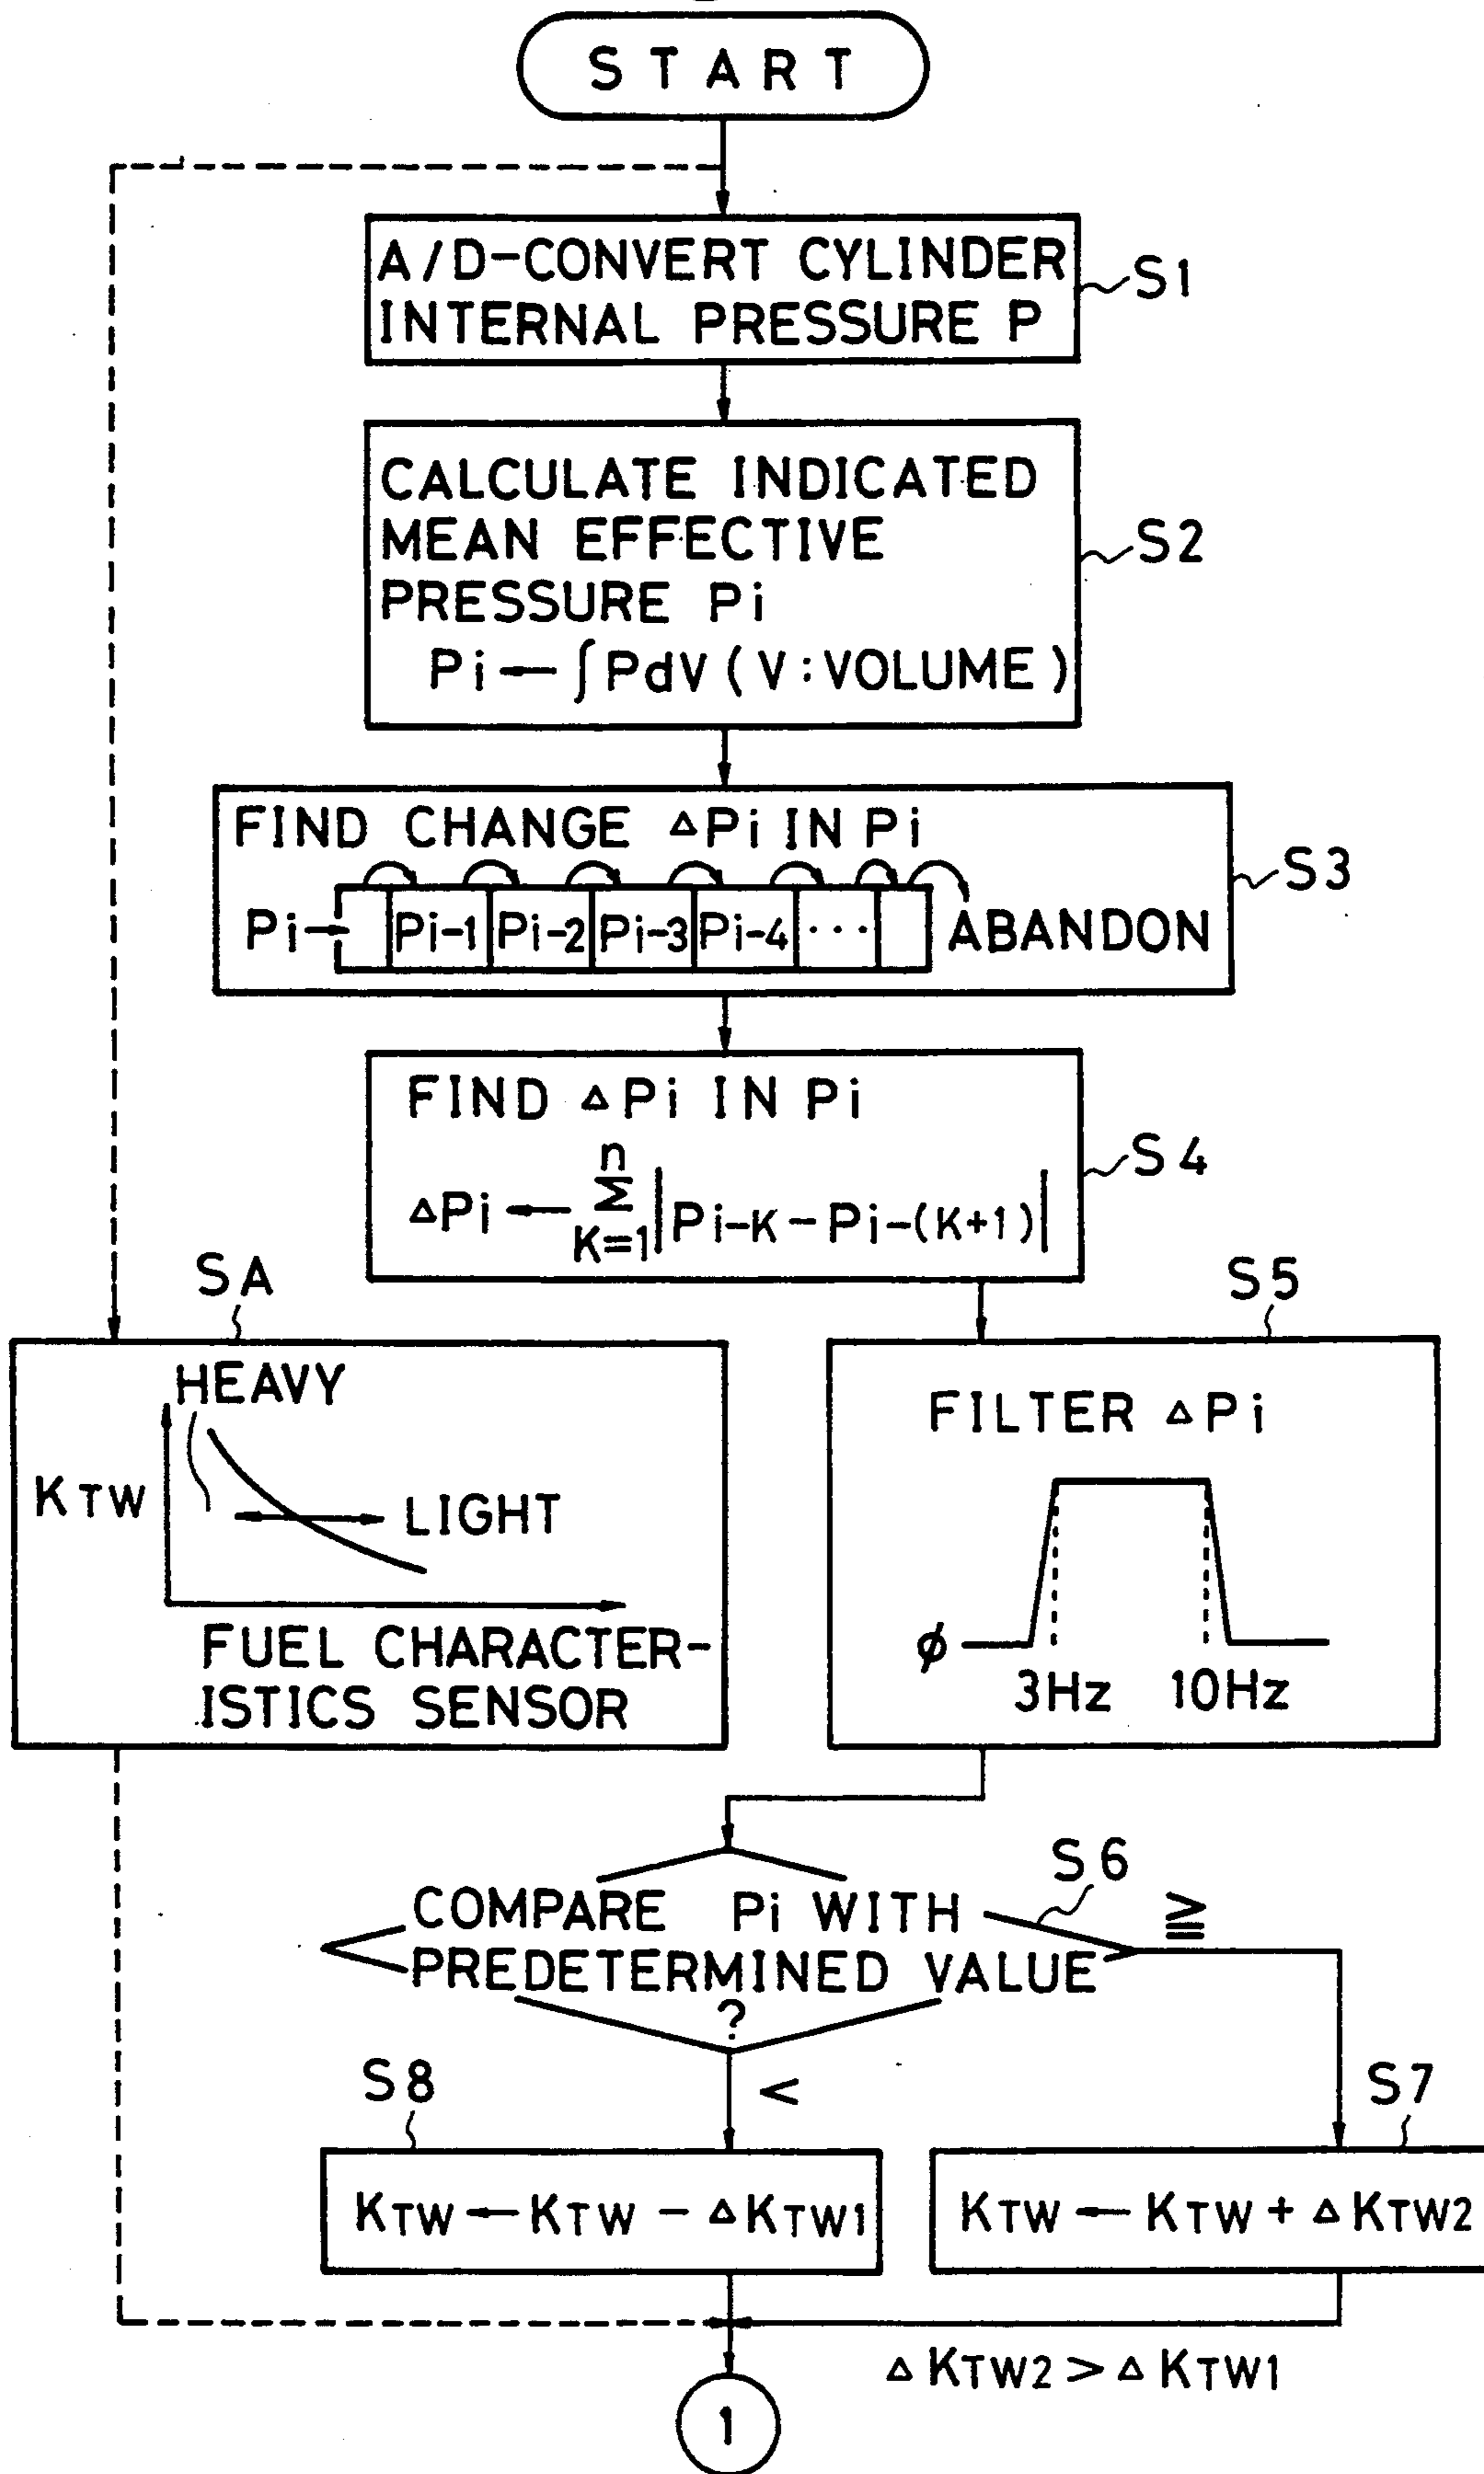 START
A/D-CONVERT CYLINDER
INTERNAL PRESSURE P
S1
CALCULATE INDICATED
MEAN EFFECTIVE
PRESSURE Pi
Pi ← ∫PdV (V:VOLUME)
S2
FIND CHANGE ΔPi IN Pi
Pi→ Pi-1 Pi-2 Pi-3 Pi-4 ... ABANDON
S3
FIND ΔPi IN Pi
n
ΔPi ← Σ |Pi-K - Pi-(K+1)|
K=1
S4
SA
HEAVY
KTW
LIGHT
FUEL CHARACTER-
ISTICS SENSOR
S5
FILTER ΔPi
ϕ
3Hz 10Hz
S6
COMPARE Pi WITH
PREDETERMINED VALUE
?
≧
<
S8
KTW ← KTW - ΔKTW1
S7
KTW ← KTW + ΔKTW2
ΔKTW2 > ΔKTW1
1